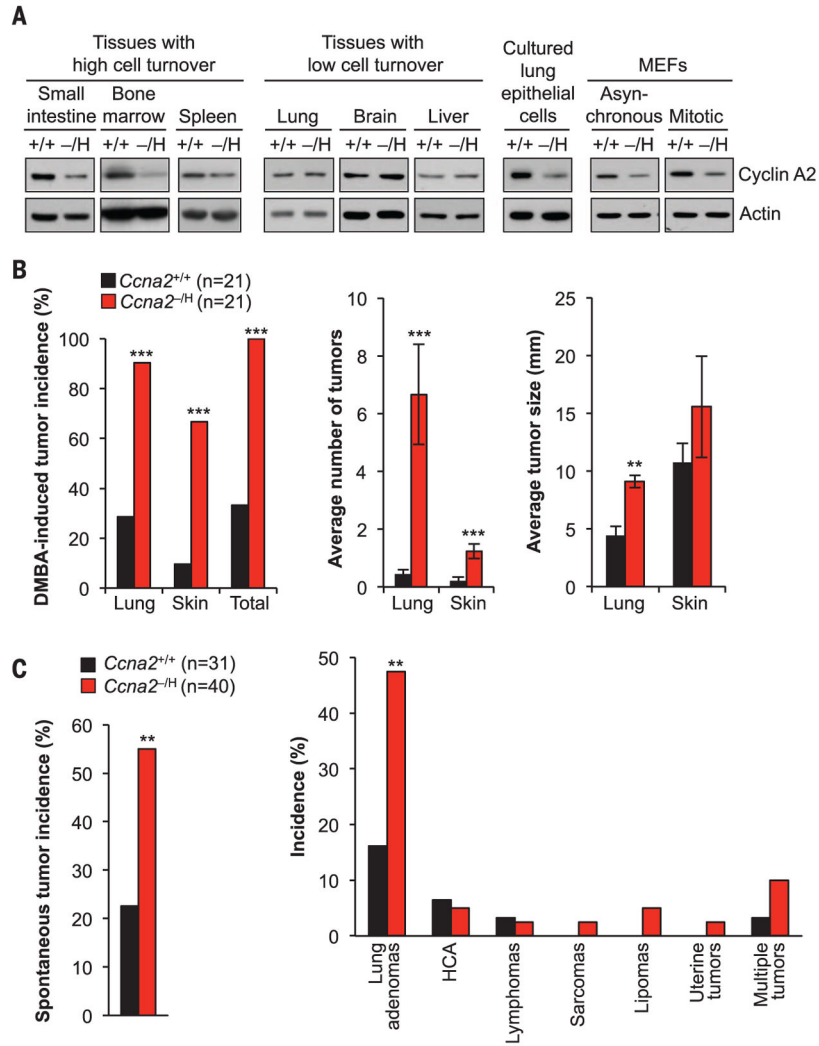 A
Tissues with
high cell turnover
Tissues with
low cell turnover
Cultured
lung
epithelial
cells
MEFs
Small
intestine
Bone
marrow
Spleen
Lung
Brain
Liver
Asyn-
chronous
Mitotic
+/+ –/H +/+ –/H +/+ –/H +/+ –/H +/+ –/H +/+ –/H +/+ –/H +/+ –/H +/+ –/H
Cyclin A2
Actin
B
Ccna2+/+ (n=21)
Ccna2–/H (n=21)
DMBA-induced tumor incidence (%)
100
80
60
40
20
0
***
***
***
Lung Skin Total
Average number of tumors
10
8
6
4
2
0
***
***
Lung Skin
Average tumor size (mm)
25
20
15
10
5
0
**
Lung Skin
C
Ccna2+/+ (n=31)
Ccna2–/H (n=40)
Spontaneous tumor incidence (%)
60
50
40
30
20
10
0
**
Incidence (%)
50
40
30
20
10
0
**
Lung
adenomas
HCA
Lymphomas
Sarcomas
Lipomas
Uterine
tumors
Multiple
tumors